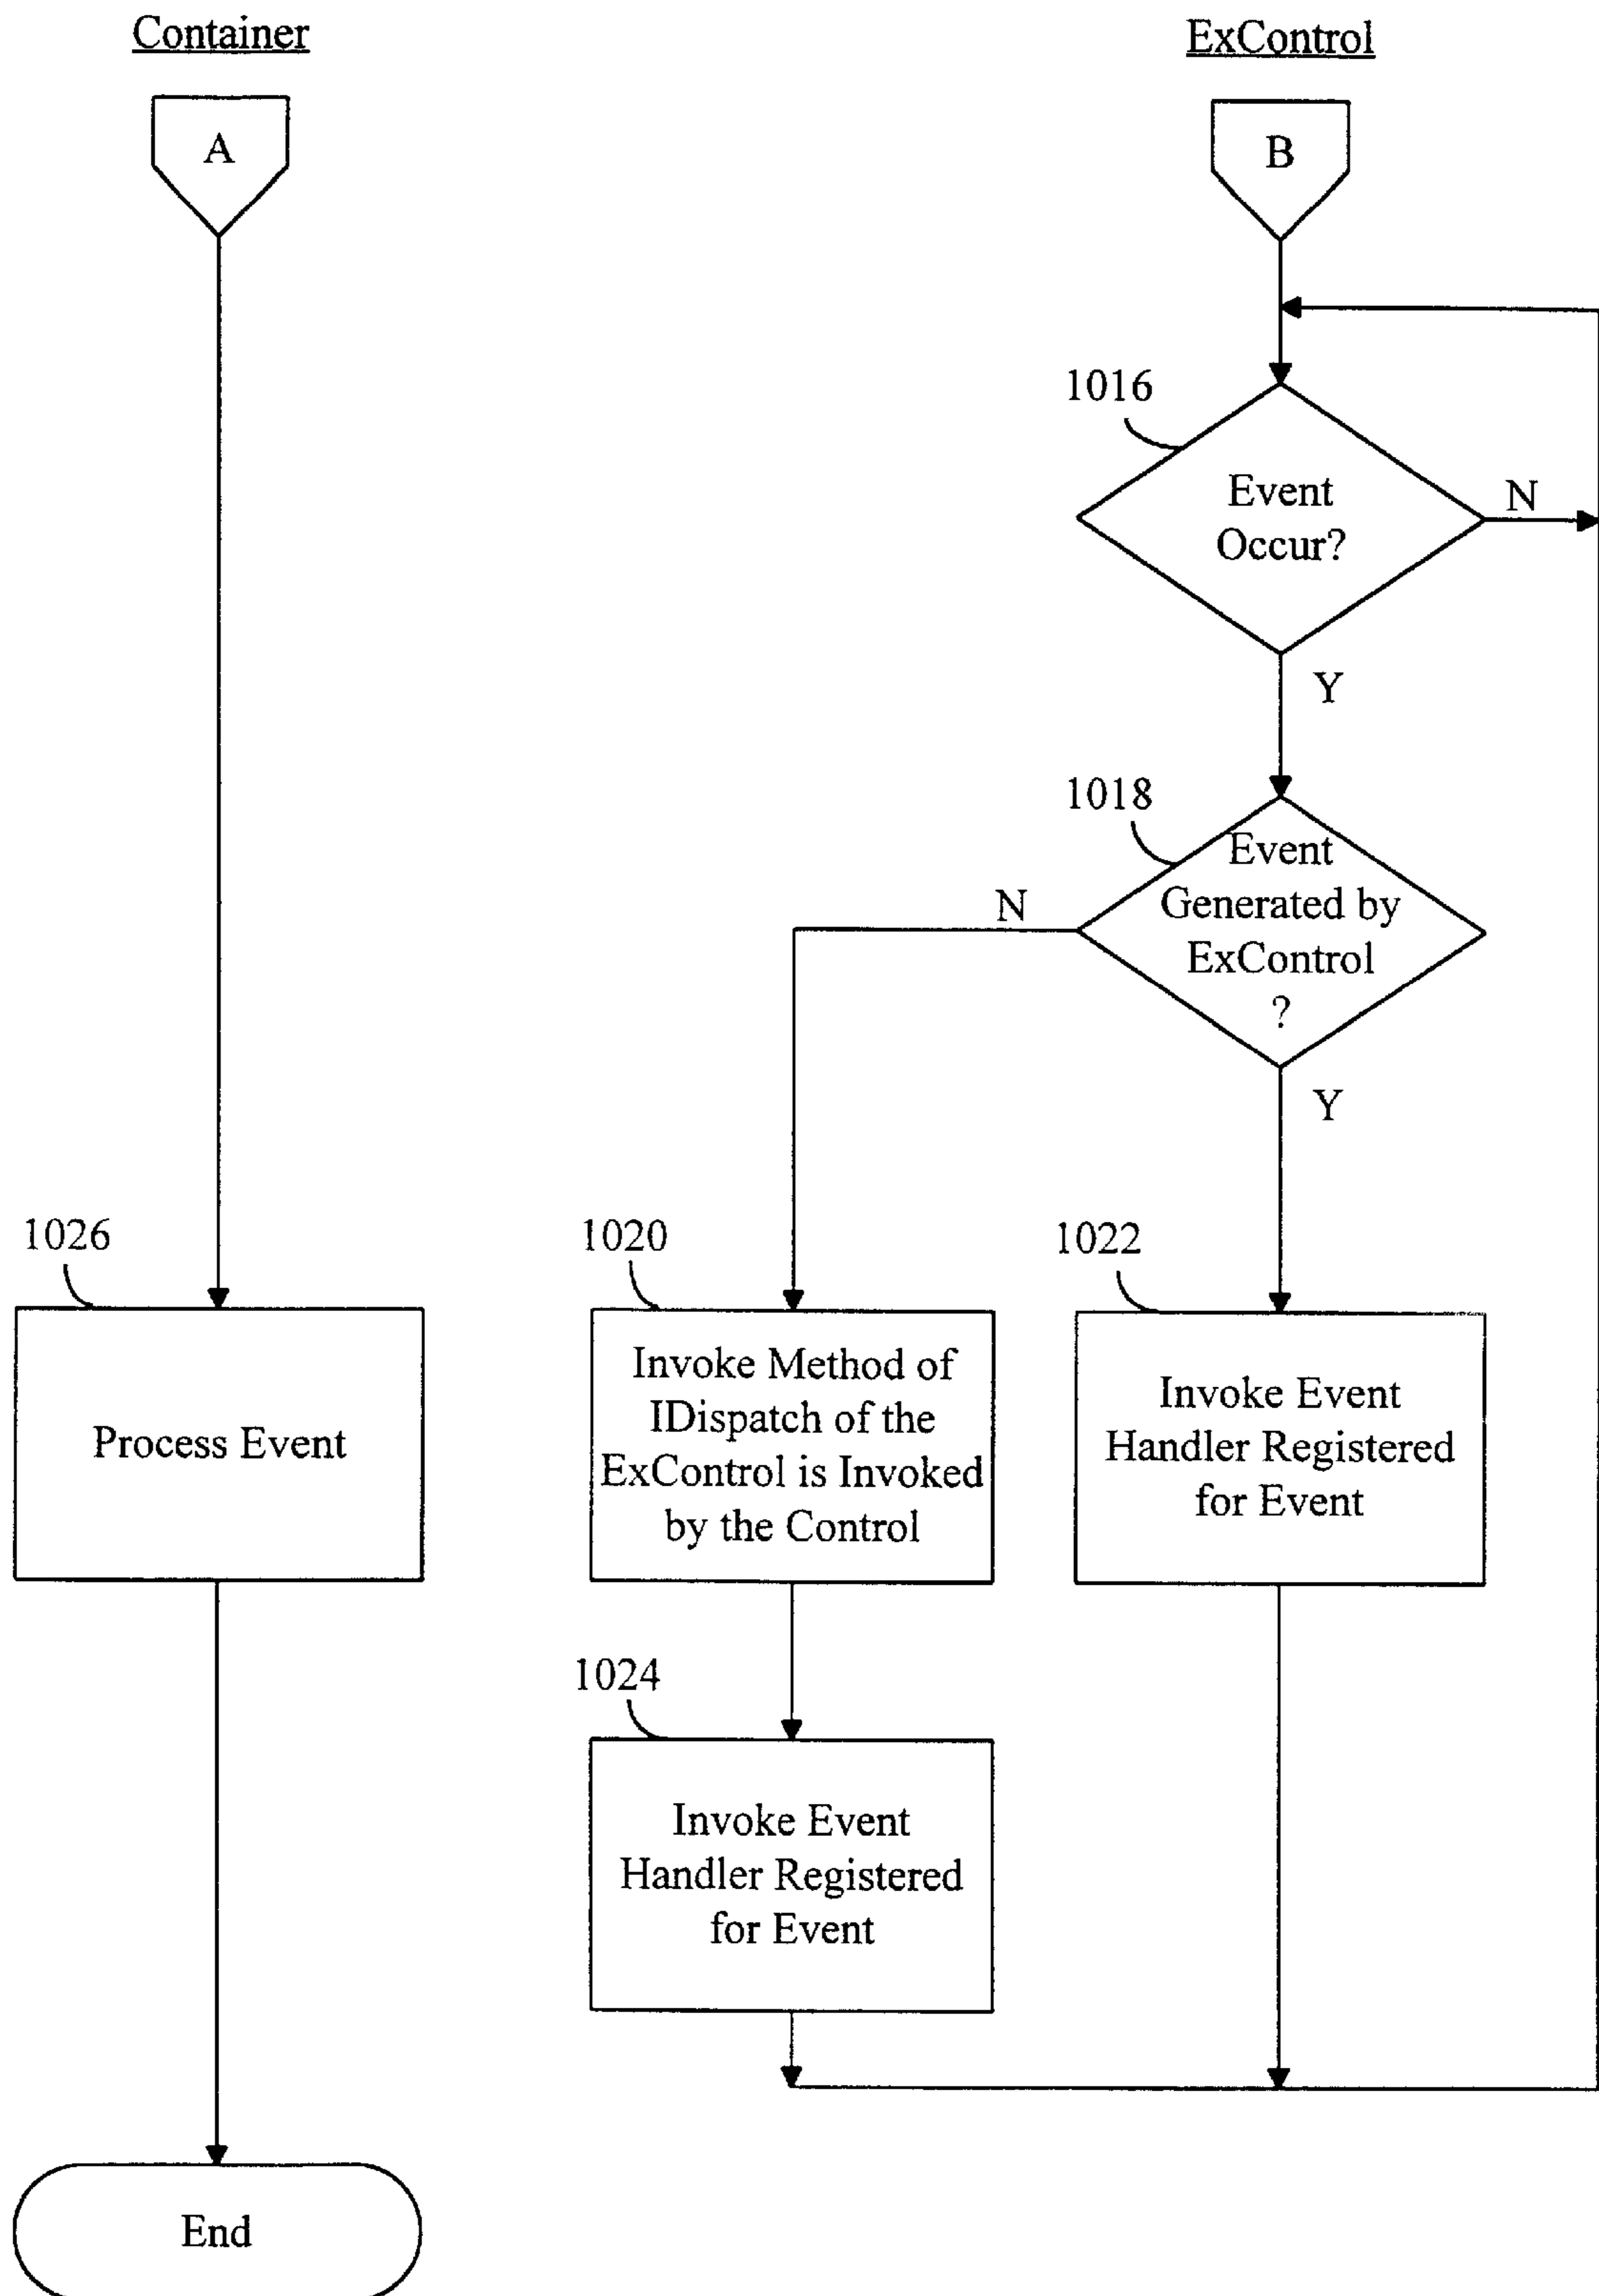 Container
ExControl
A
B
1016
Event
Occur?
N
Y
1018
Event
Generated by
ExControl
?
N
Y
1026
1020
1022
Process Event
Invoke Method of
IDispatch of the
ExControl is Invoked
by the Control
Invoke Event
Handler Registered
for Event
1024
Invoke Event
Handler Registered
for Event
End